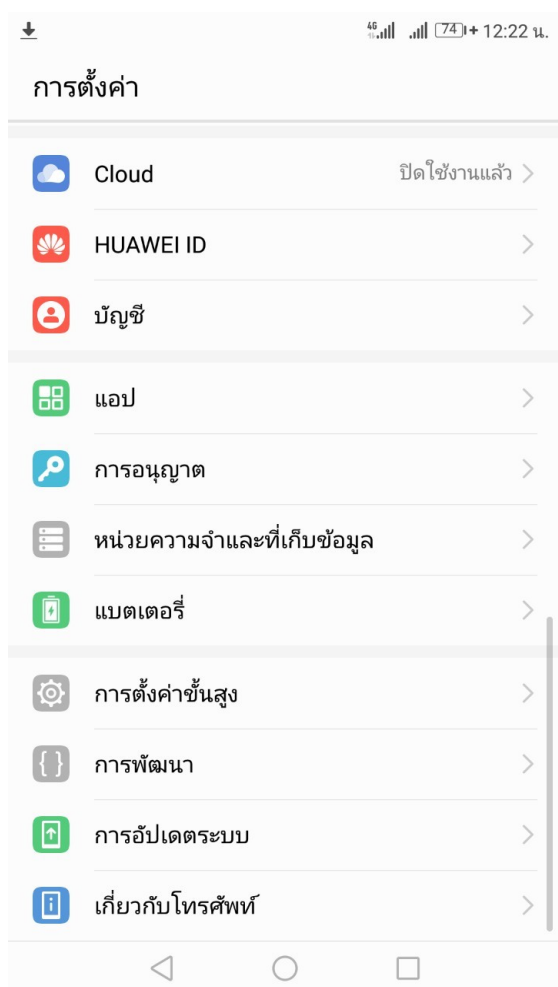 4G 74 12:22 น.
การตั้งค่า
Cloud ปิดใช้งานแล้ว
HUAWEI ID
บัญชี
แอป
การอนุญาต
หน่วยความจำและที่เก็บข้อมูล
แบตเตอรี่
การตั้งค่าขั้นสูง
การพัฒนา
การอัปเดตระบบ
เกี่ยวกับโทรศัพท์